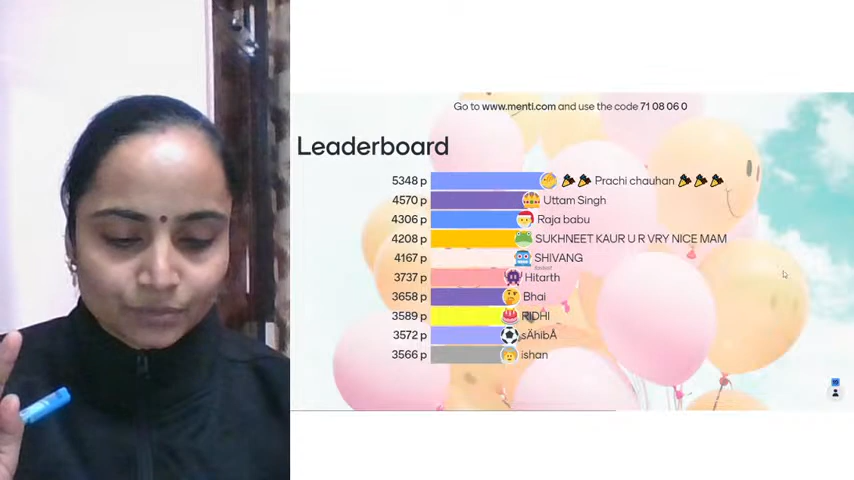 Go to www.menti.com and use the code 71 08 06 0
Leaderboard
5348 p Prachi chauhan
4570 p Uttam Singh
4306 p Raja babu
4208 p SUKHNEET KAUR U R VRY NICE MAM
4167 p SHIVANG
3737 p Hitarth
3658 p Bhai
3589 p RIDHI
3572 p sÄhibÅ
3566 p ishan